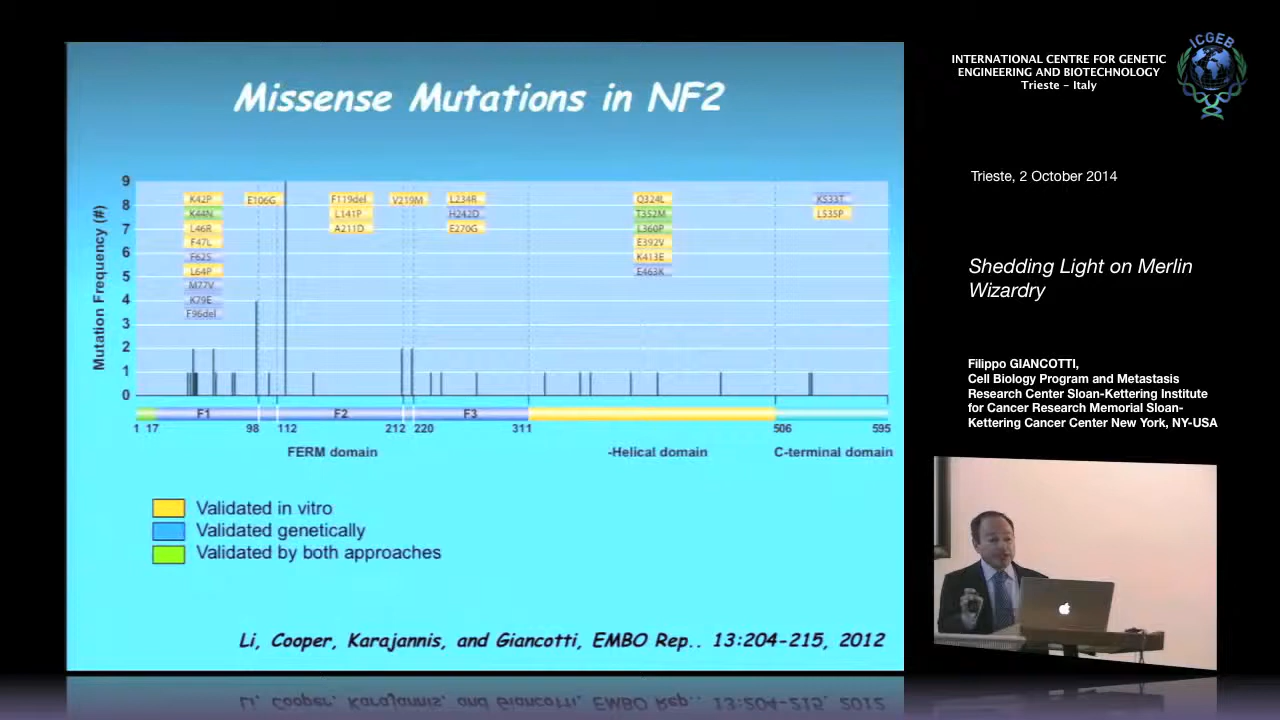 Missense Mutations in NF2
Mutation Frequency (#)
9
8
7
6
5
4
3
2
1
0
K42P
K44N
L46R
F47L
F62S
L64P
M77V
K79E
F96del
E106G
F119del
L141P
A211D
V219M
L234R
H242D
E270G
Q324L
T352M
L360P
E392V
K413E
E463K
K533T
L535P
F1 F2 F3
1 17 98 112 212 220 311 506 595
FERM domain -Helical domain C-terminal domain
Validated in vitro
Validated genetically
Validated by both approaches
Li, Cooper, Karajannis, and Giancotti, EMBO Rep.. 13:204-215, 2012
INTERNATIONAL CENTRE FOR GENETIC
ENGINEERING AND BIOTECHNOLOGY
Trieste - Italy
ICGEB
Trieste, 2 October 2014
Shedding Light on Merlin
Wizardry
Filippo GIANCOTTI,
Cell Biology Program and Metastasis
Research Center Sloan-Kettering Institute
for Cancer Research Memorial Sloan-
Kettering Cancer Center New York, NY-USA